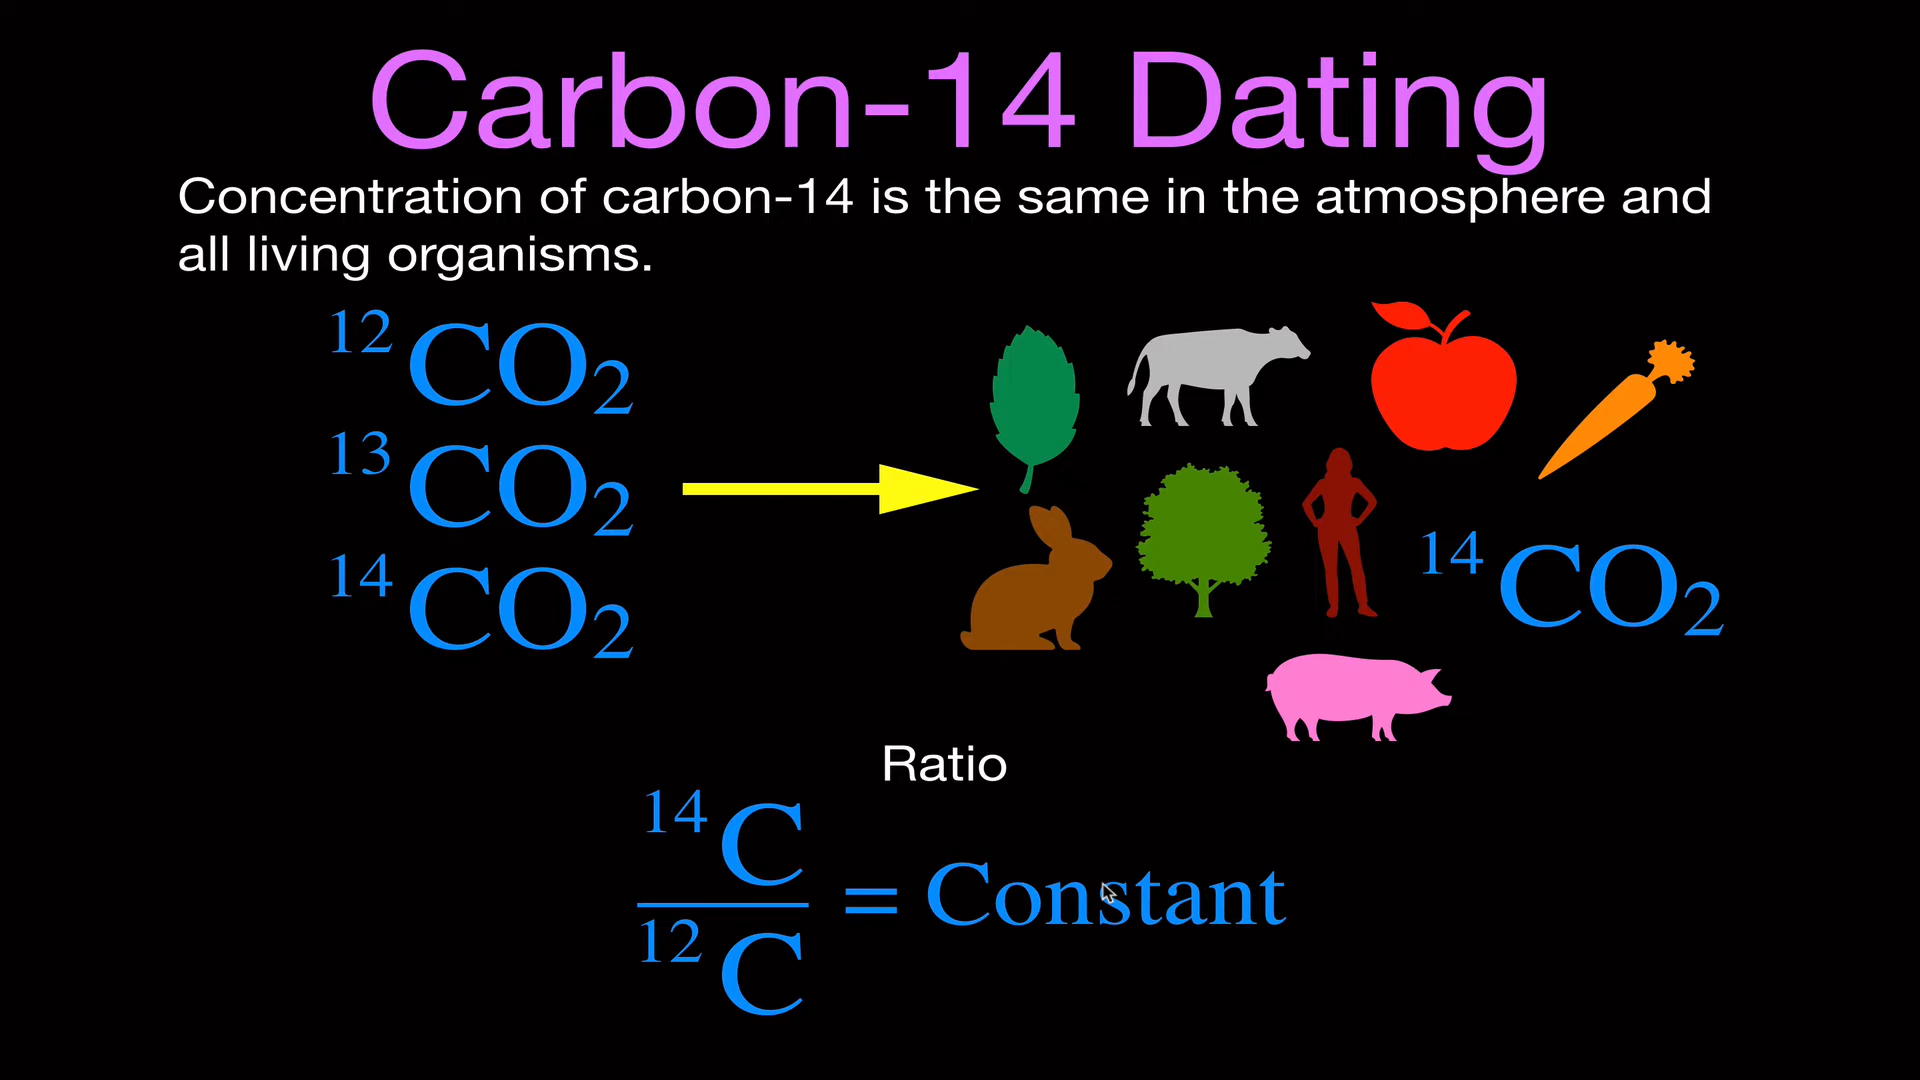 Carbon-14 Dating
Concentration of carbon-14 is the same in the atmosphere and
all living organisms.
¹²CO₂
¹³CO₂
¹⁴CO₂
¹⁴CO₂
Ratio
¹⁴C
¹²C
= Constant